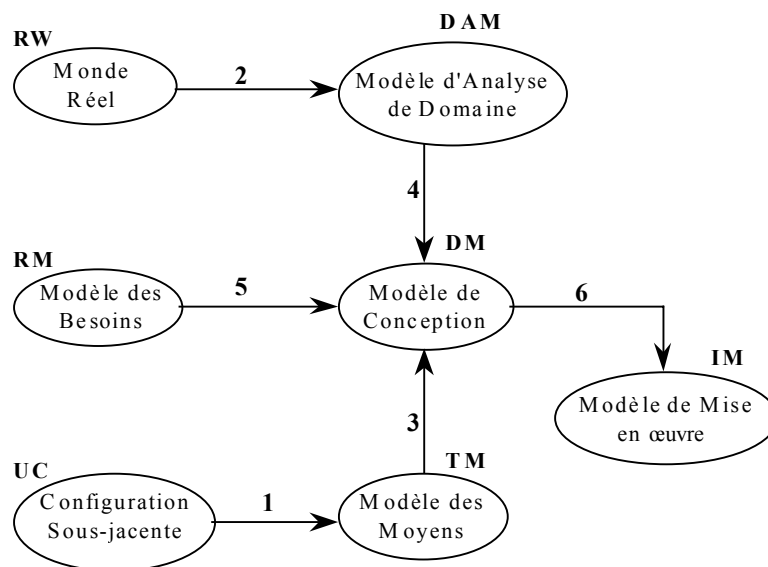 DAM
RW
Monde
Réel
2
Modèle d'Analyse
de Domaine
4
DM
RM
Modèle des
Besoins
5
Modèle de
Conception
6
IM
Modèle de Mise
en œuvre
3
UC
TM
Configuration
Sous-jacente
1
Modèle des
Moyens